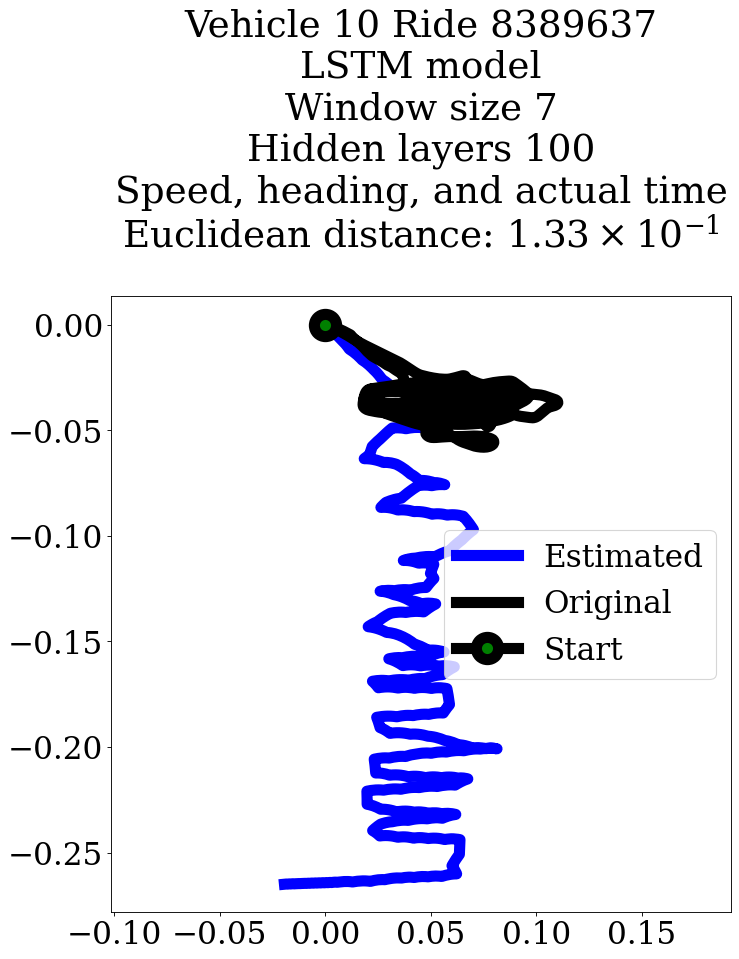 Vehicle 10 Ride 8389637
LSTM model
Window size 7
Hidden layers 100
Speed, heading, and actual time
Euclidean distance: 1.33 × 10⁻¹
0.00
−0.05
−0.10
−0.15
−0.20
−0.25
Estimated
Original
Start
−0.10 −0.05 0.00 0.05 0.10 0.15